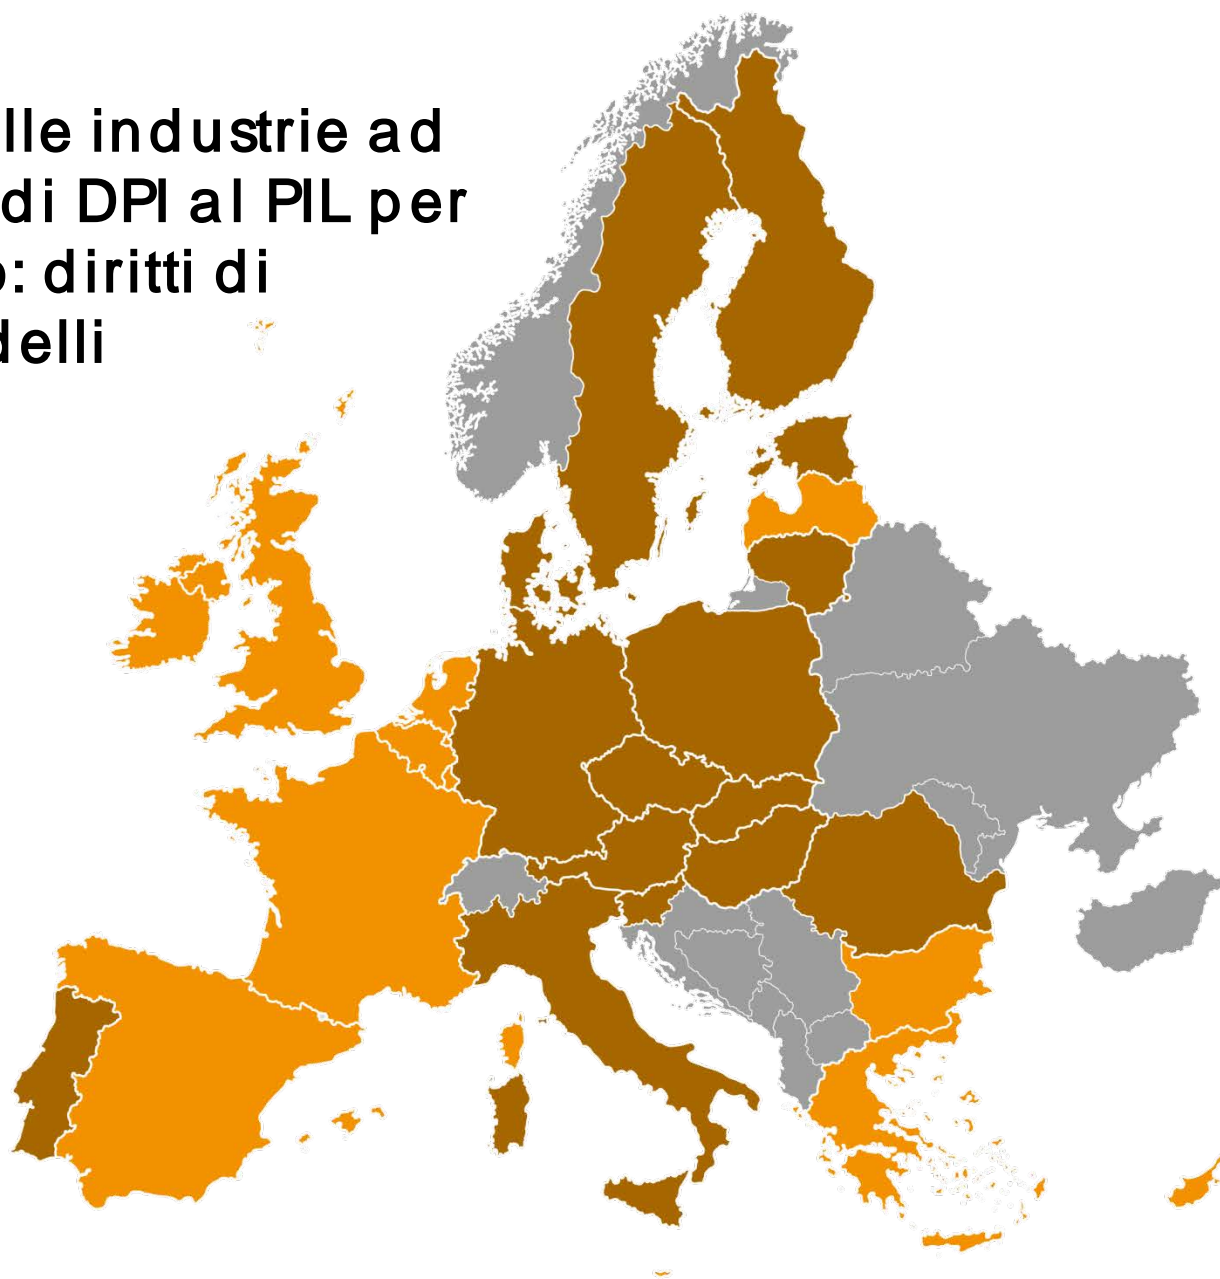 lle industrie ad
di DPI al PIL per
o: diritti di
delli